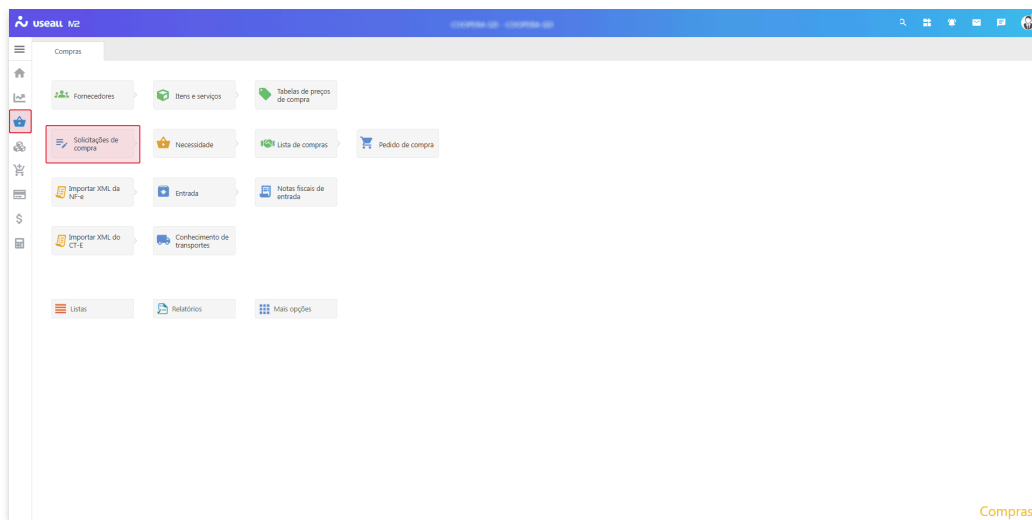 useall M2
Compras
Fornecedores
Itens e serviços
Tabelas de preços
de compra
Solicitações de
compra
Necessidade
Lista de compras
Pedido de compra
Importar XML da
NF-e
Entrada
Notas fiscais de
entrada
Importar XML do
CT-E
Conhecimento de
transportes
Listas
Relatórios
Mais opções
Compras